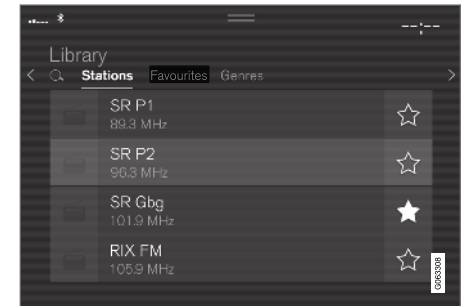 --:--
Library
Stations Favourites Genres
SR P1
89.3 MHz
SR P2
96.3 MHz
SR Gbg
101.9 MHz
RIX FM
105.9 MHz
G063308